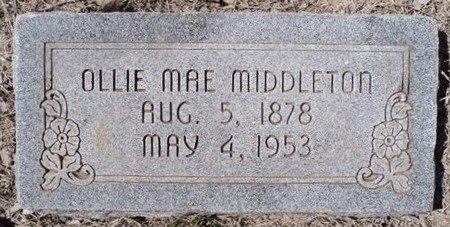 OLLIE MAE MIDDLETON
AUG. 5, 1878
MAY 4, 1953